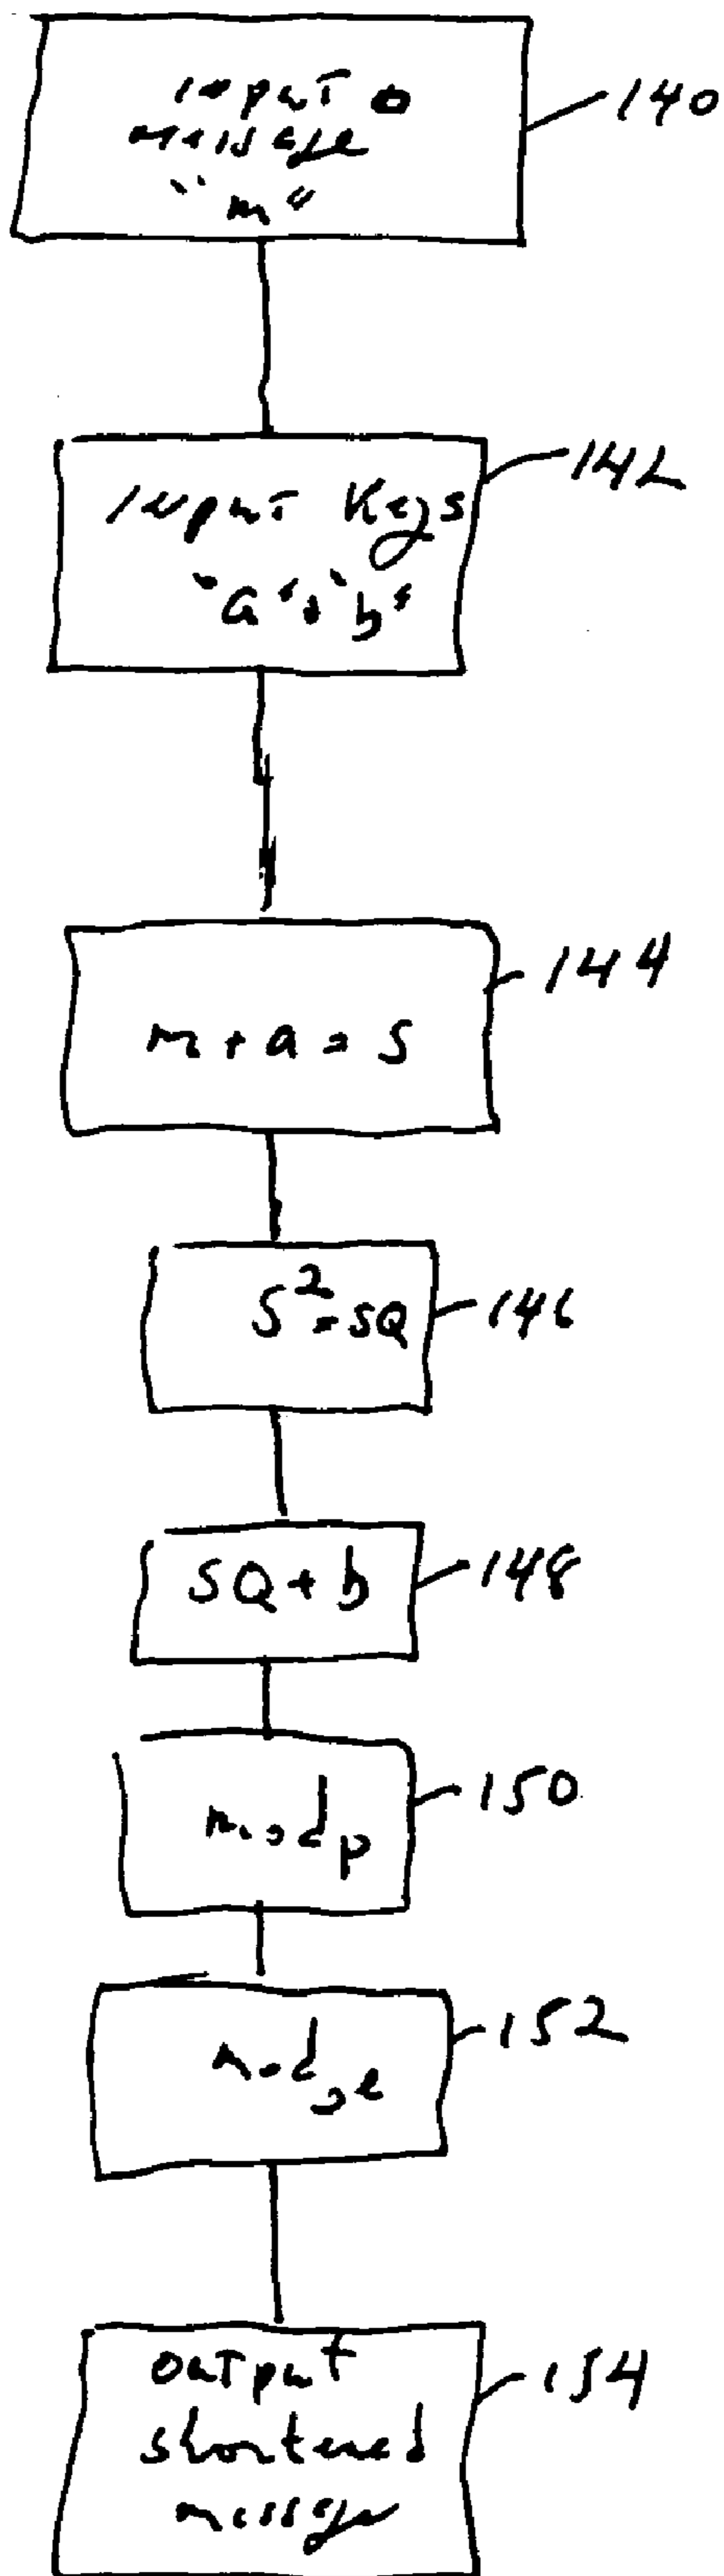 input a
message
"m"
140
input Keys
"a" + "b"
142
m + a = S
144
S² = SQ
146
SQ + b
148
mod p
150
mod
152
output
shortened
message
154